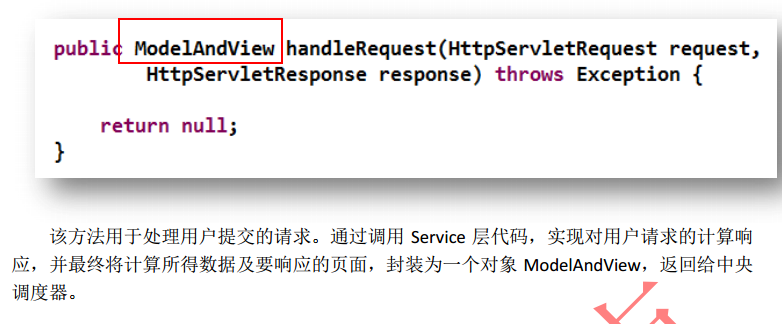 public ModelAndView handleRequest(HttpServletRequest request,
HttpServletResponse response) throws Exception {
return null;
}
该方法用于处理用户提交的请求。通过调用 Service 层代码，实现对用户请求的计算响
应，并最终将计算所得数据及要响应的页面，封装为一个对象 ModelAndView，返回给中央
调度器。